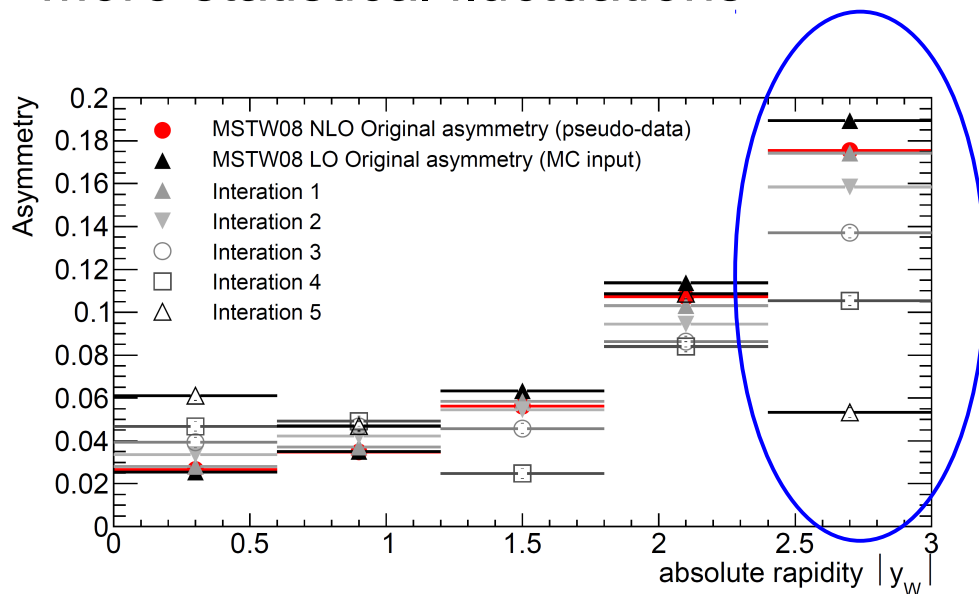 0.2
0.18
0.16
0.14
0.12
0.1
0.08
0.06
0.04
0.02
0
Asymmetry
MSTW08 NLO Original asymmetry (pseudo-data)
MSTW08 LO Original asymmetry (MC input)
Interation 1
Interation 2
Interation 3
Interation 4
Interation 5
0 0.5 1 1.5 2 2.5 3
absolute rapidity |y_W|